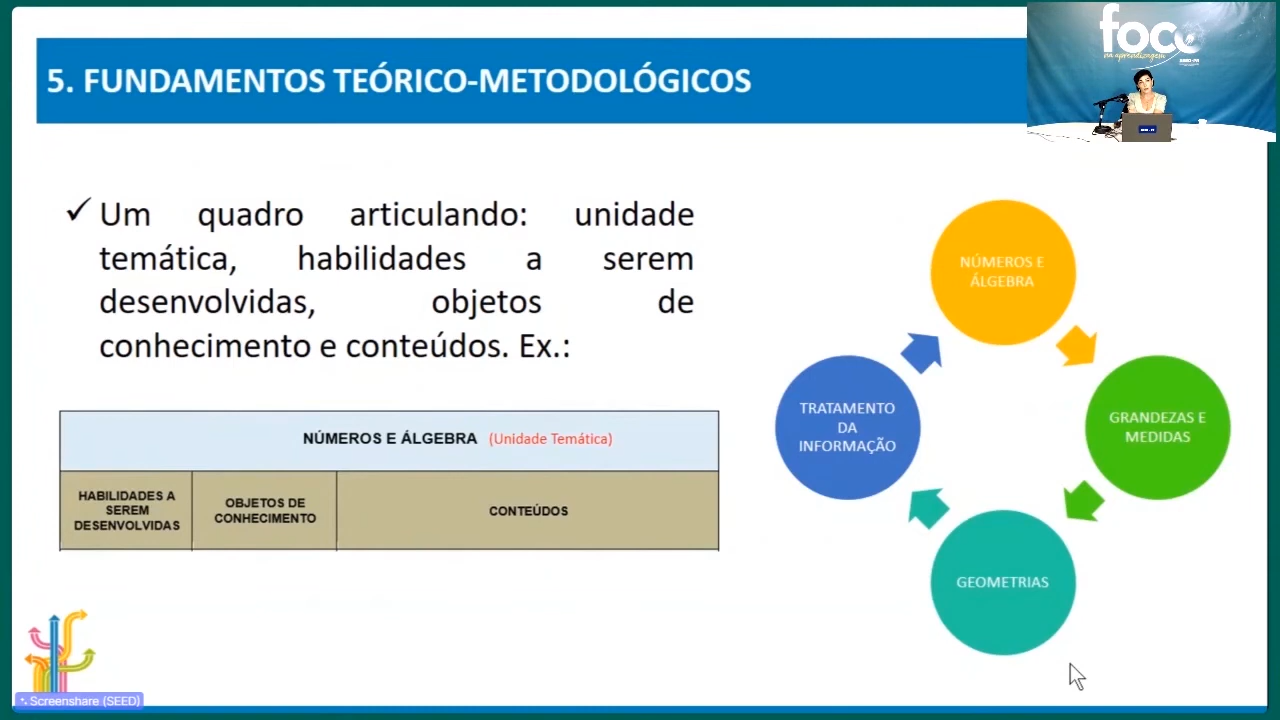 5. FUNDAMENTOS TEÓRICO-METODOLÓGICOS
foco
na aprendizagem
✓ Um quadro articulando: unidade
temática, habilidades a serem
desenvolvidas, objetos de
conhecimento e conteúdos. Ex.:
NÚMEROS E ÁLGEBRA (Unidade Temática)
HABILIDADES A
SEREM
DESENVOLVIDAS
OBJETOS DE
CONHECIMENTO
CONTEÚDOS
NÚMEROS E
ÁLGEBRA
GRANDEZAS E
MEDIDAS
GEOMETRIAS
TRATAMENTO
DA
INFORMAÇÃO
Screenshare (SEED)